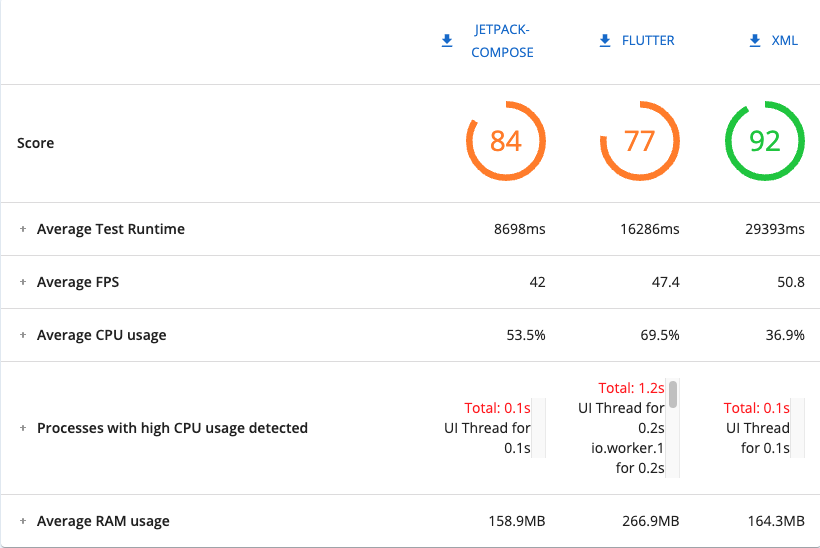 JETPACK-
COMPOSE
FLUTTER
XML
Score
84
77
92
+ Average Test Runtime
8698ms
16286ms
29393ms
+ Average FPS
42
47.4
50.8
+ Average CPU usage
53.5%
69.5%
36.9%
+ Processes with high CPU usage detected
Total: 0.1s
UI Thread for
0.1s
Total: 1.2s
UI Thread for
0.2s
io.worker.1
for 0.2s
Total: 0.1s
UI Thread
for 0.1s
+ Average RAM usage
158.9MB
266.9MB
164.3MB